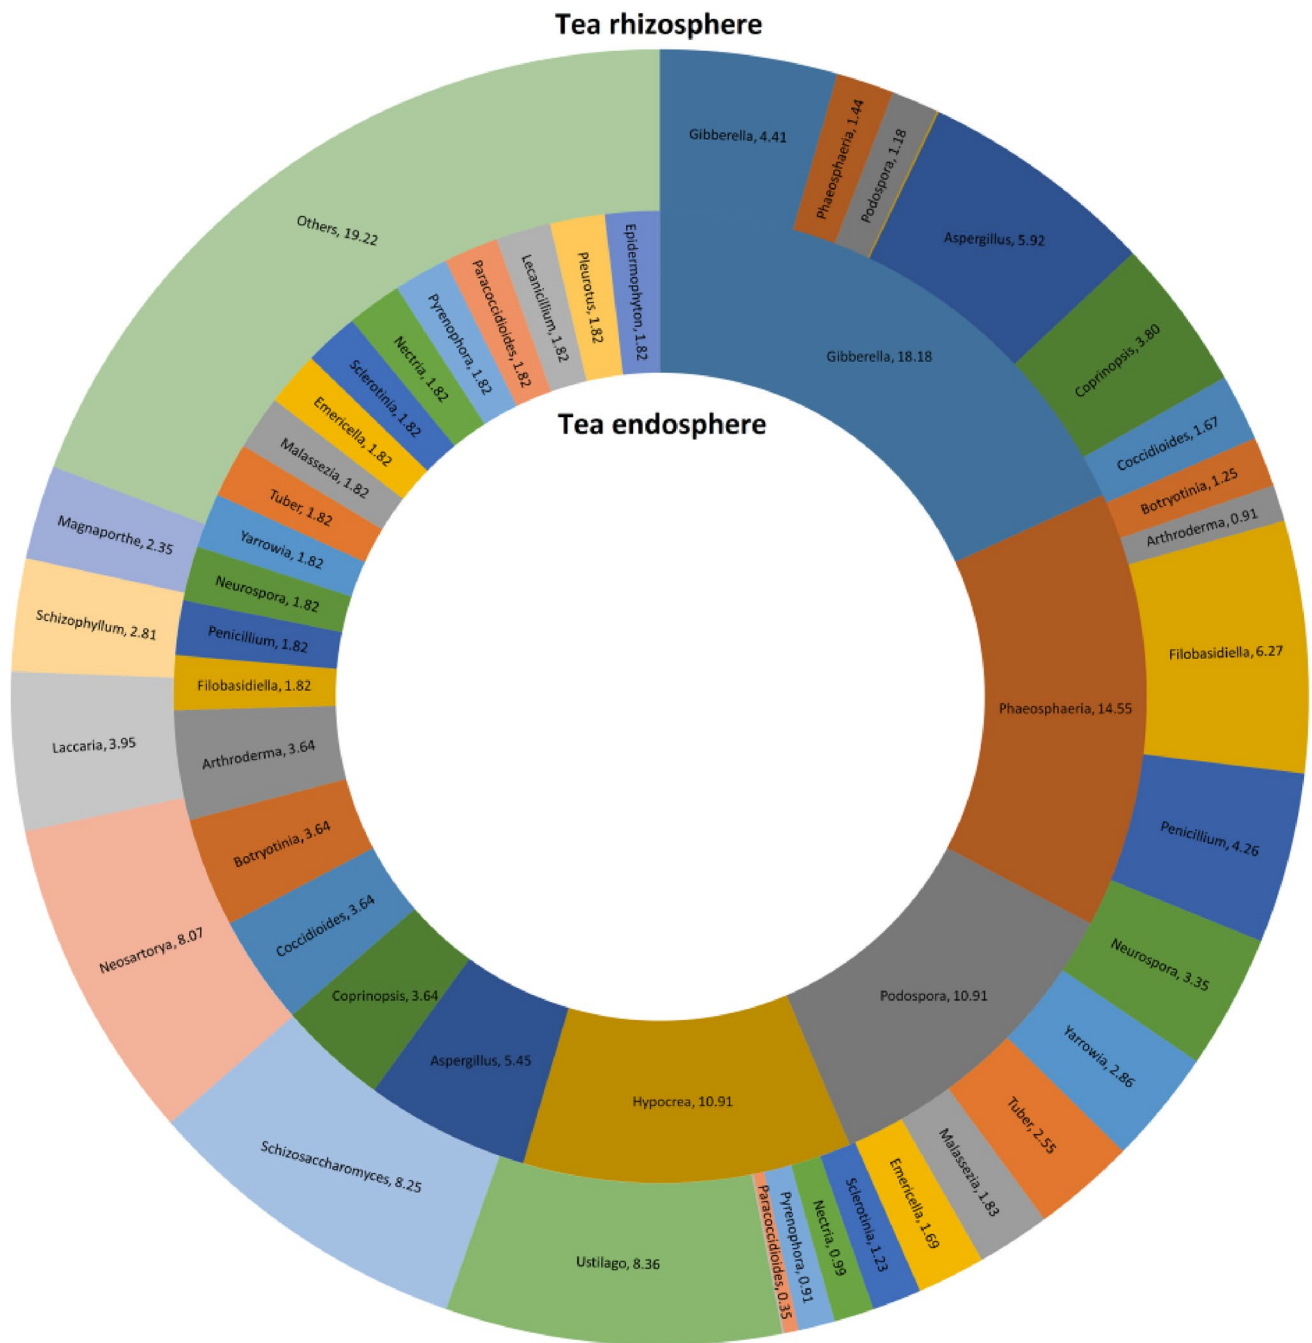 Tea rhizosphere
Gibberella, 4.41
Phaeosphaeria, 1.44
Podospora, 1.18
Aspergillus, 5.92
Coprinopsis, 3.80
Coccidioides, 1.67
Botryotinia, 1.25
Arthroderma, 0.91
Filobasidiella, 6.27
Penicillium, 4.26
Neurospora, 3.35
Yarrowia, 2.86
Tuber, 2.55
Malassezia, 1.83
Emericella, 1.69
Sclerotinia, 1.23
Nectria, 0.99
Pyrenophora, 0.91
Paracoccidioides, 0.35
Ustilago, 8.36
Schizosaccharomyces, 8.25
Neosartorya, 8.07
Laccaria, 3.95
Schizophyllum, 2.81
Magnaporthe, 2.35
Others, 19.22
Tea endosphere
Gibberella, 18.18
Phaeosphaeria, 14.55
Podospora, 10.91
Hypocrea, 10.91
Aspergillus, 5.45
Coprinopsis, 3.64
Coccidioides, 3.64
Botryotinia, 3.64
Arthroderma, 3.64
Filobasidiella, 1.82
Penicillium, 1.82
Neurospora, 1.82
Yarrowia, 1.82
Tuber, 1.82
Malassezia, 1.82
Emericella, 1.82
Sclerotinia, 1.82
Nectria, 1.82
Pyrenophora, 1.82
Paracoccidioides, 1.82
Lecanicillium, 1.82
Pleurotus, 1.82
Epidermophyton, 1.82